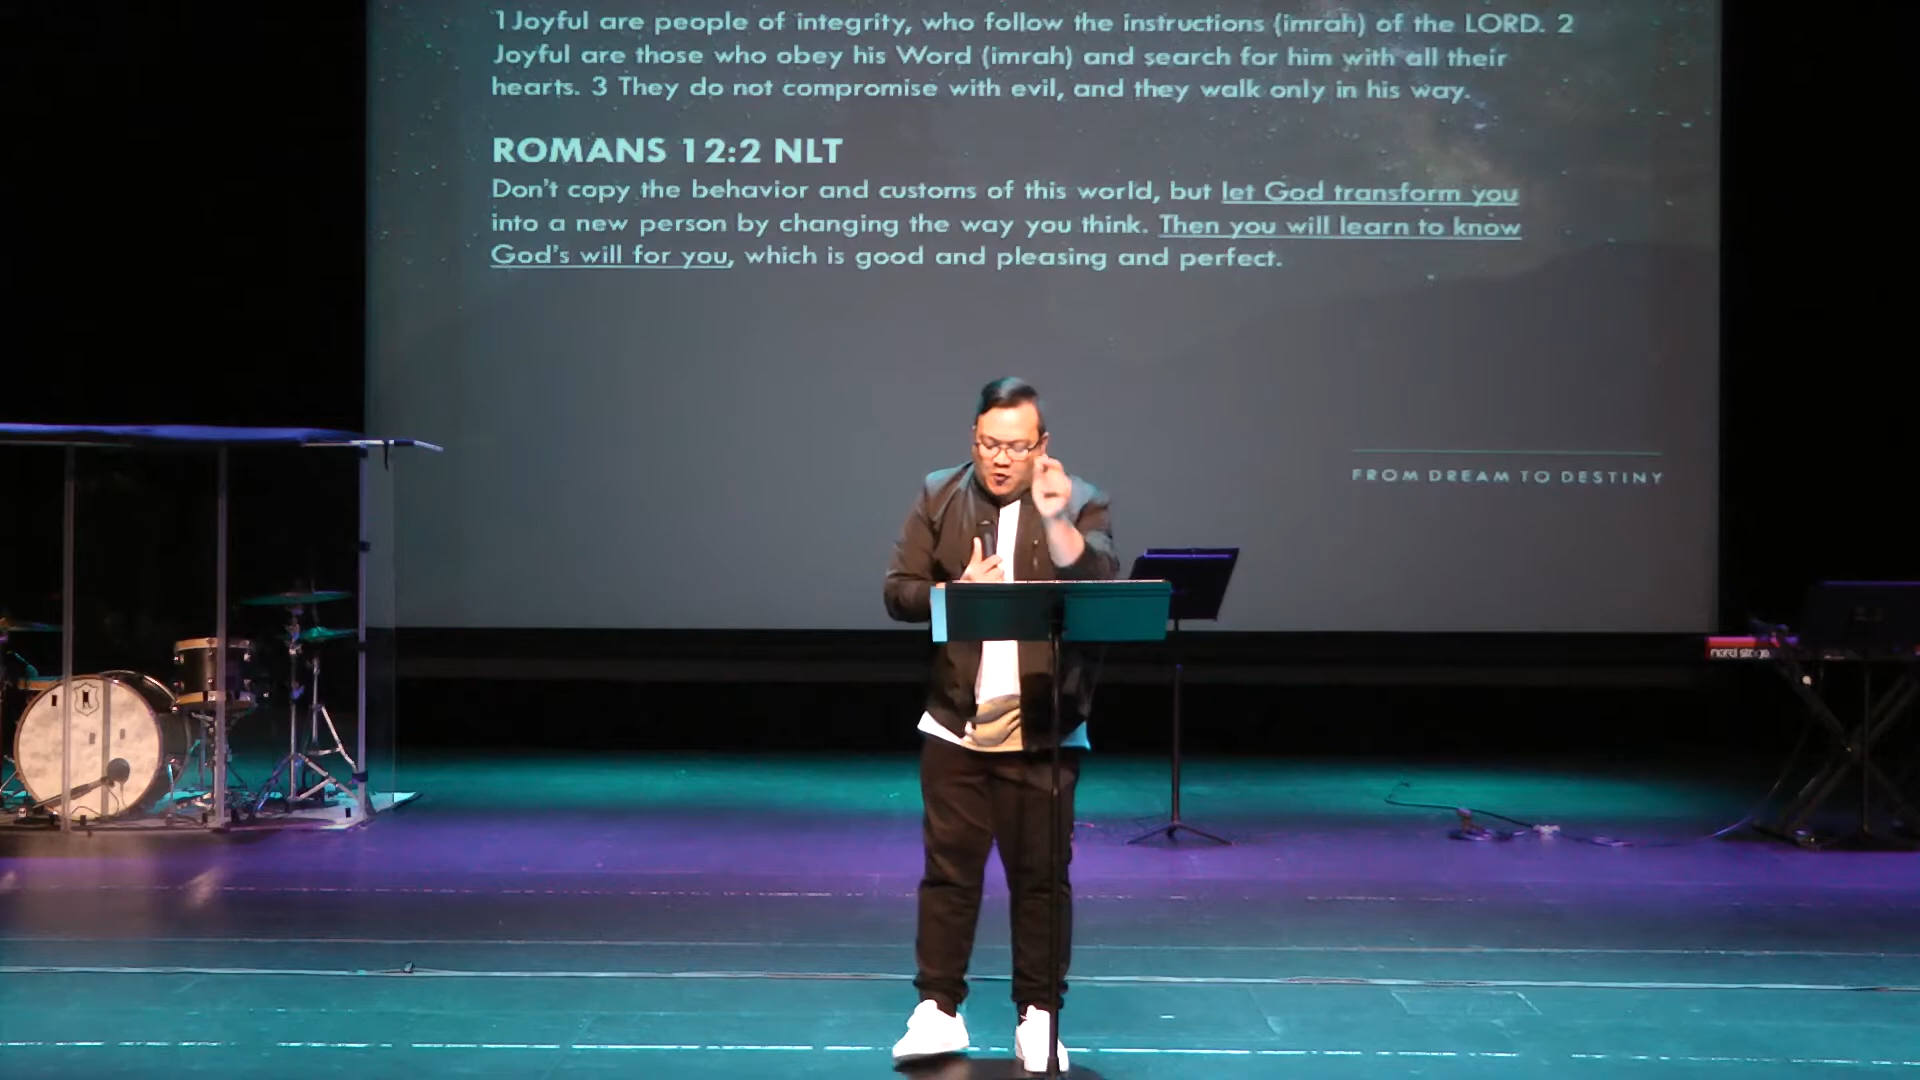 1 Joyful are people of integrity, who follow the instructions (imrah) of the LORD. 2
Joyful are those who obey his Word (imrah) and search for him with all their
hearts. 3 They do not compromise with evil, and they walk only in his way.
ROMANS 12:2 NLT
Don't copy the behavior and customs of this world, but let God transform you
into a new person by changing the way you think. Then you will learn to know
God's will for you, which is good and pleasing and perfect.
FROM DREAM TO DESTINY
nord stage